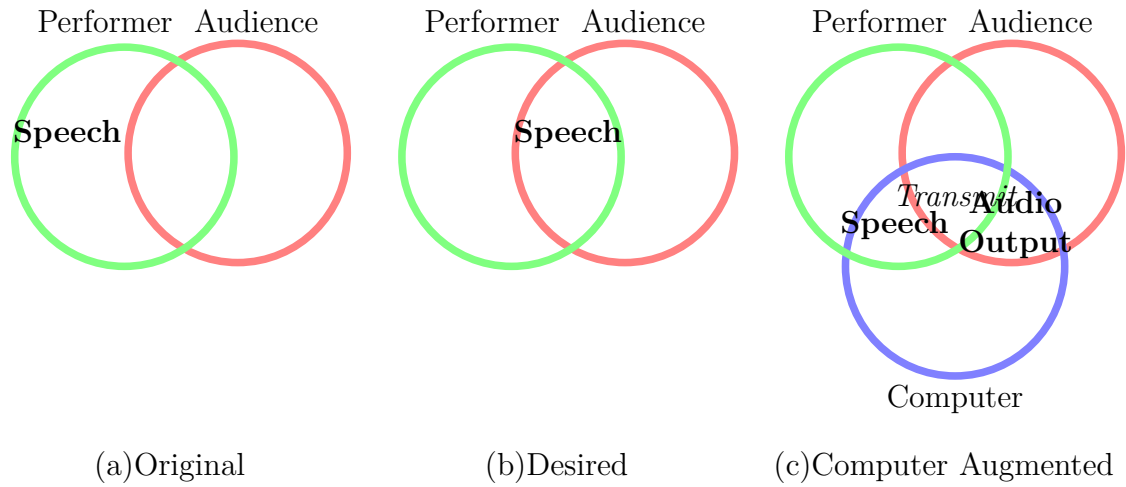 Performer Audience
Speech
(a)Original
Performer Audience
Speech
(b)Desired
Performer Audience
Transmit
Speech
Audio
Output
Computer
(c)Computer Augmented